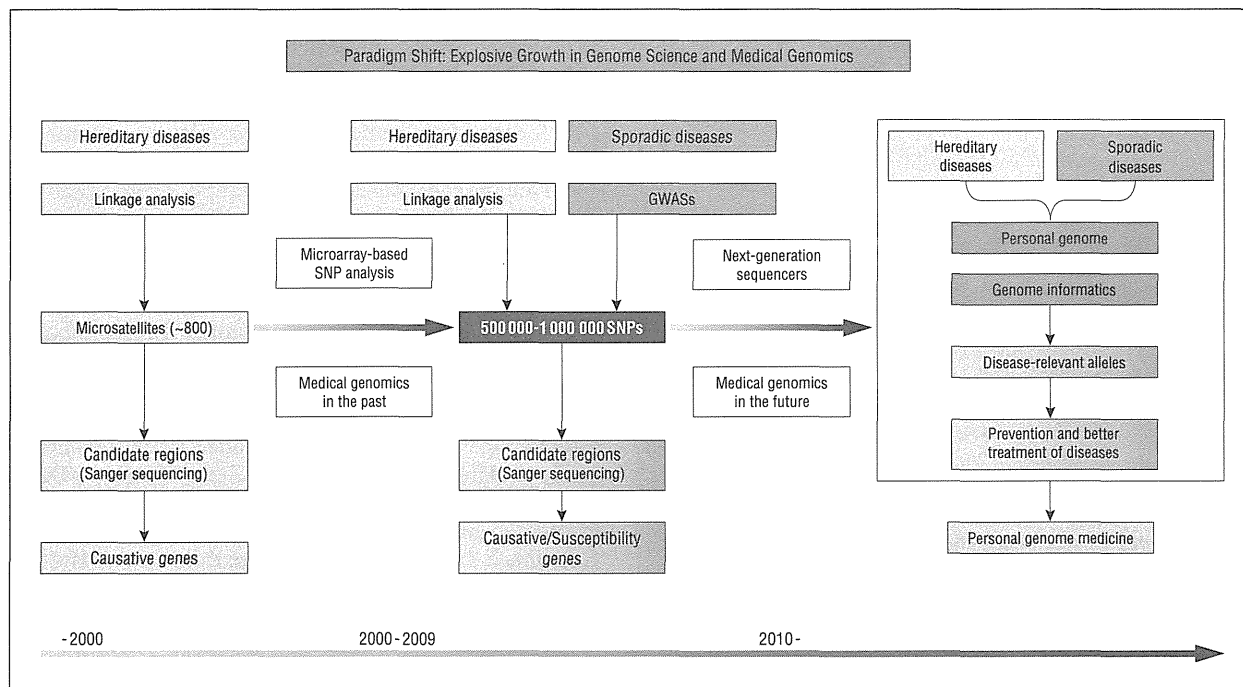 Paradigm Shift: Explosive Growth in Genome Science and Medical Genomics
Hereditary diseases
Linkage analysis
Microsatellites (~800)
Candidate regions
(Sanger sequencing)
Causative genes
Microarray-based
SNP analysis
Medical genomics
in the past
Hereditary diseases
Sporadic diseases
Linkage analysis
GWASs
500 000-1 000 000 SNPs
Candidate regions
(Sanger sequencing)
Causative/Susceptibility
genes
Next-generation
sequencers
Medical genomics
in the future
Hereditary
diseases
Sporadic
diseases
Personal genome
Genome informatics
Disease-relevant alleles
Prevention and better
treatment of diseases
Personal genome medicine
-2000
2000-2009
2010-